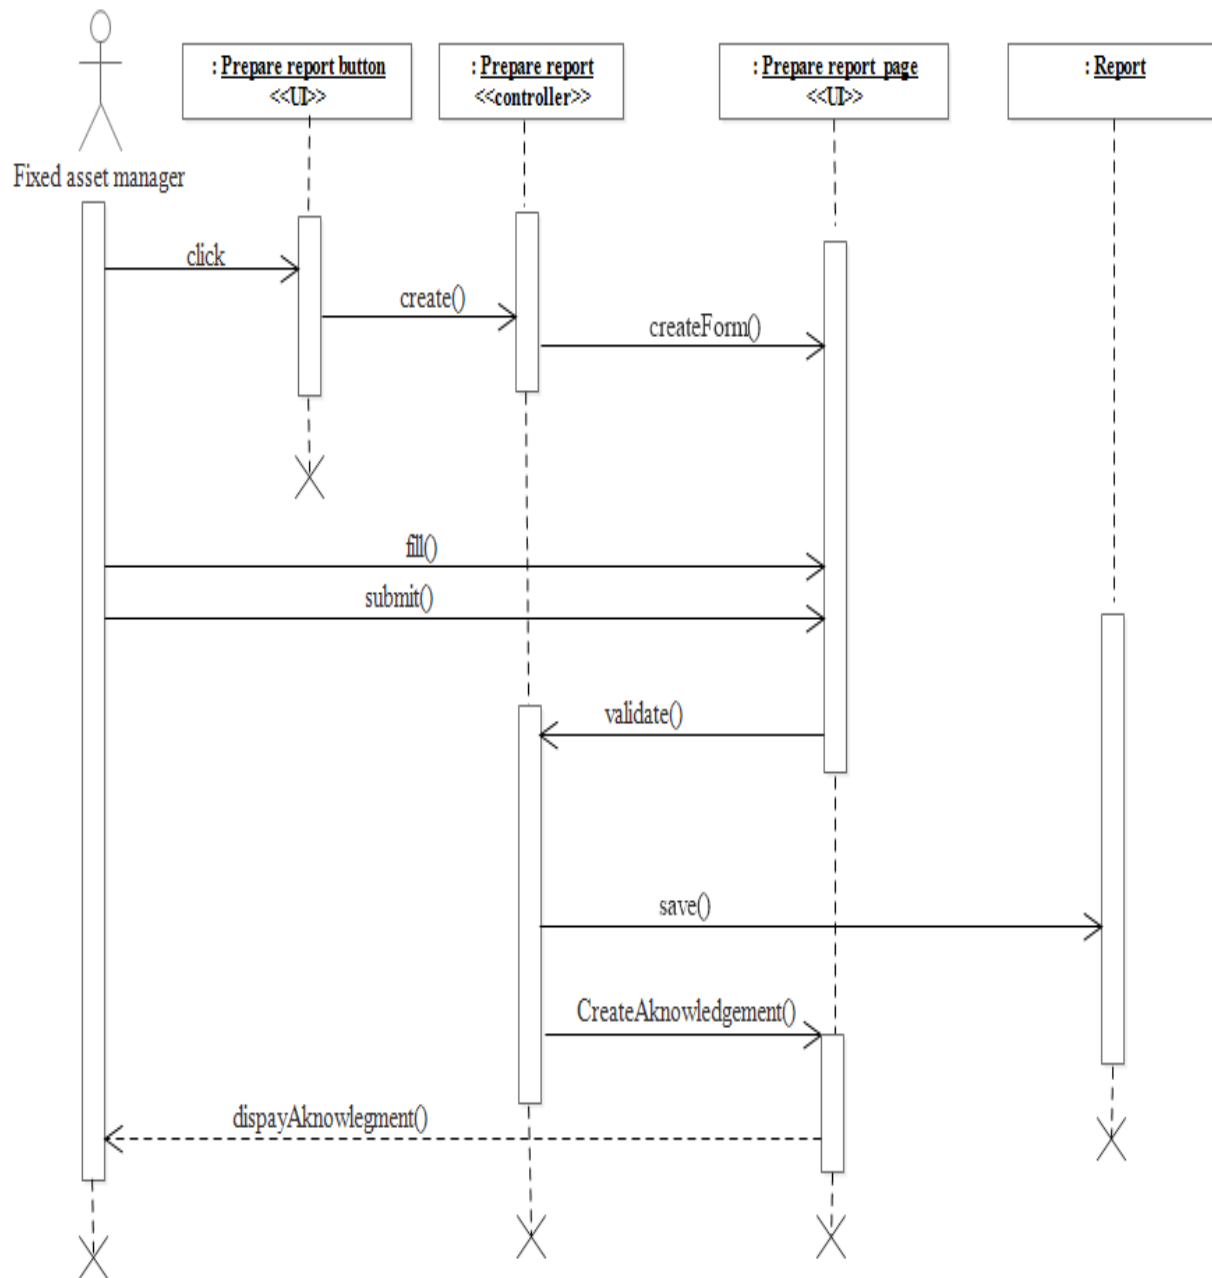 : Prepare report button
<<UI>>
: Prepare report
<<controller>>
: Prepare report page
<<UI>>
: Report
Fixed asset manager
click
create()
createForm()
fill()
submit()
validate()
save()
CreateAknowledgement()
dispayAknowlegment()